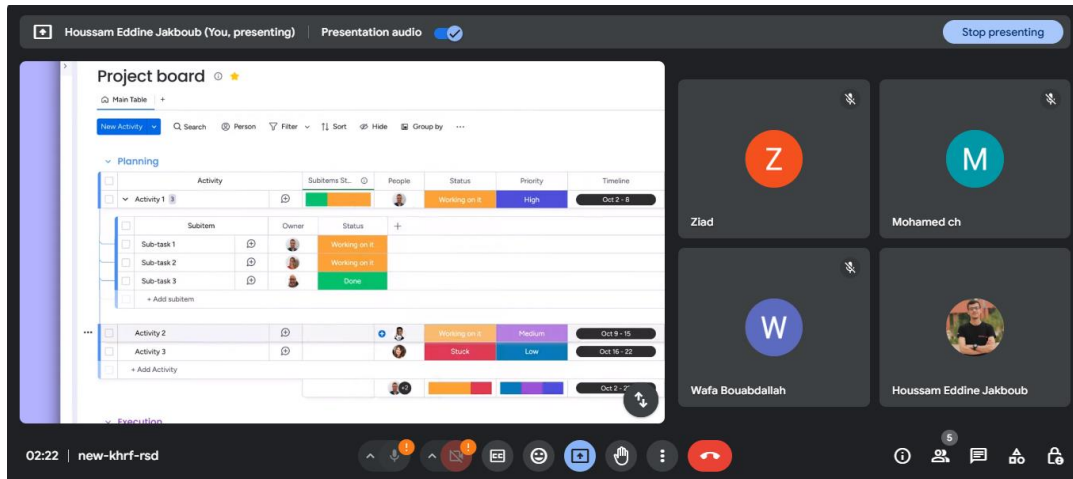 Houssam Eddine Jakboub (You, presenting) Presentation audio Stop presenting
Project board
Main Table +
New Activity Search Person Filter Sort Hide Group by ...
Planning
Activity Subitems St... People Status Priority Timeline
Activity 1 3 Working on it High Oct 2 - 8
Subitem Owner Status +
Sub-task 1 Working on it
Sub-task 2 Working on it
Sub-task 3 Done
+ Add subitem
Activity 2 Working on it Medium Oct 9 - 15
Activity 3 Stuck Low Oct 16 - 22
+ Add Activity
+2 Oct 2 -
Execution
Z
Ziad
M
Mohamed ch
W
Wafa Bouabdallah
Houssam Eddine Jakboub
02:22 | new-khrf-rsd
CC
5